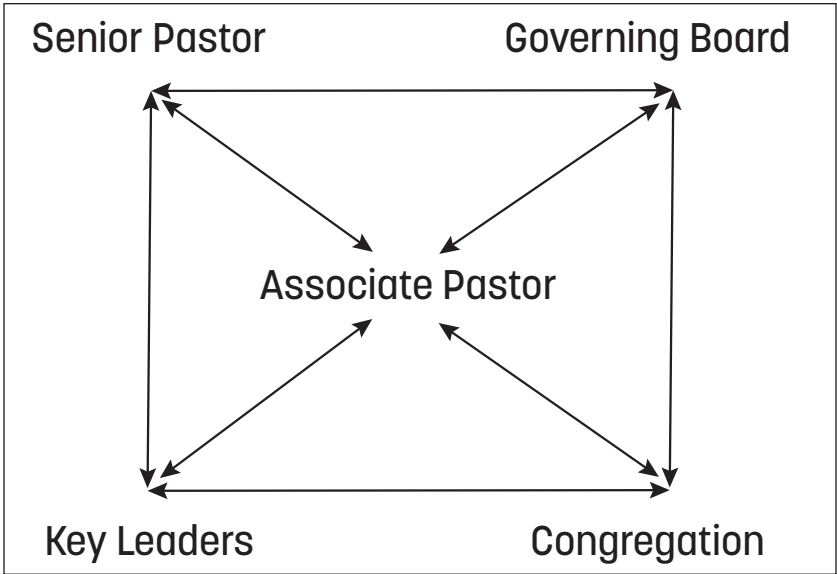 Senior Pastor
Governing Board
Associate Pastor
Key Leaders
Congregation